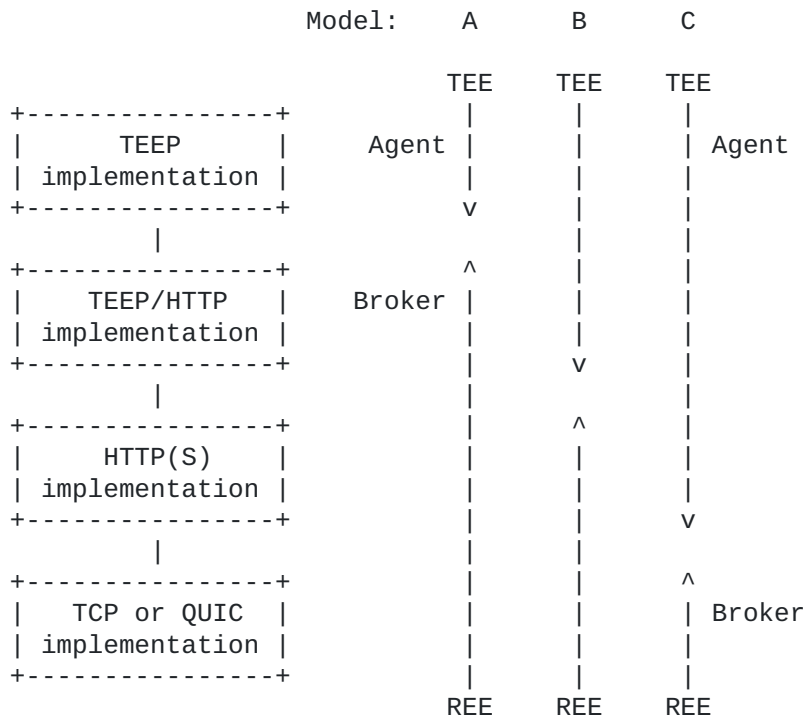 Model: A B C
TEE TEE TEE
TEEP Agent Agent
implementation
v
^
TEEP/HTTP Broker
implementation
v
^
HTTP(S)
implementation
v
^
TCP or QUIC Broker
implementation
REE REE REE